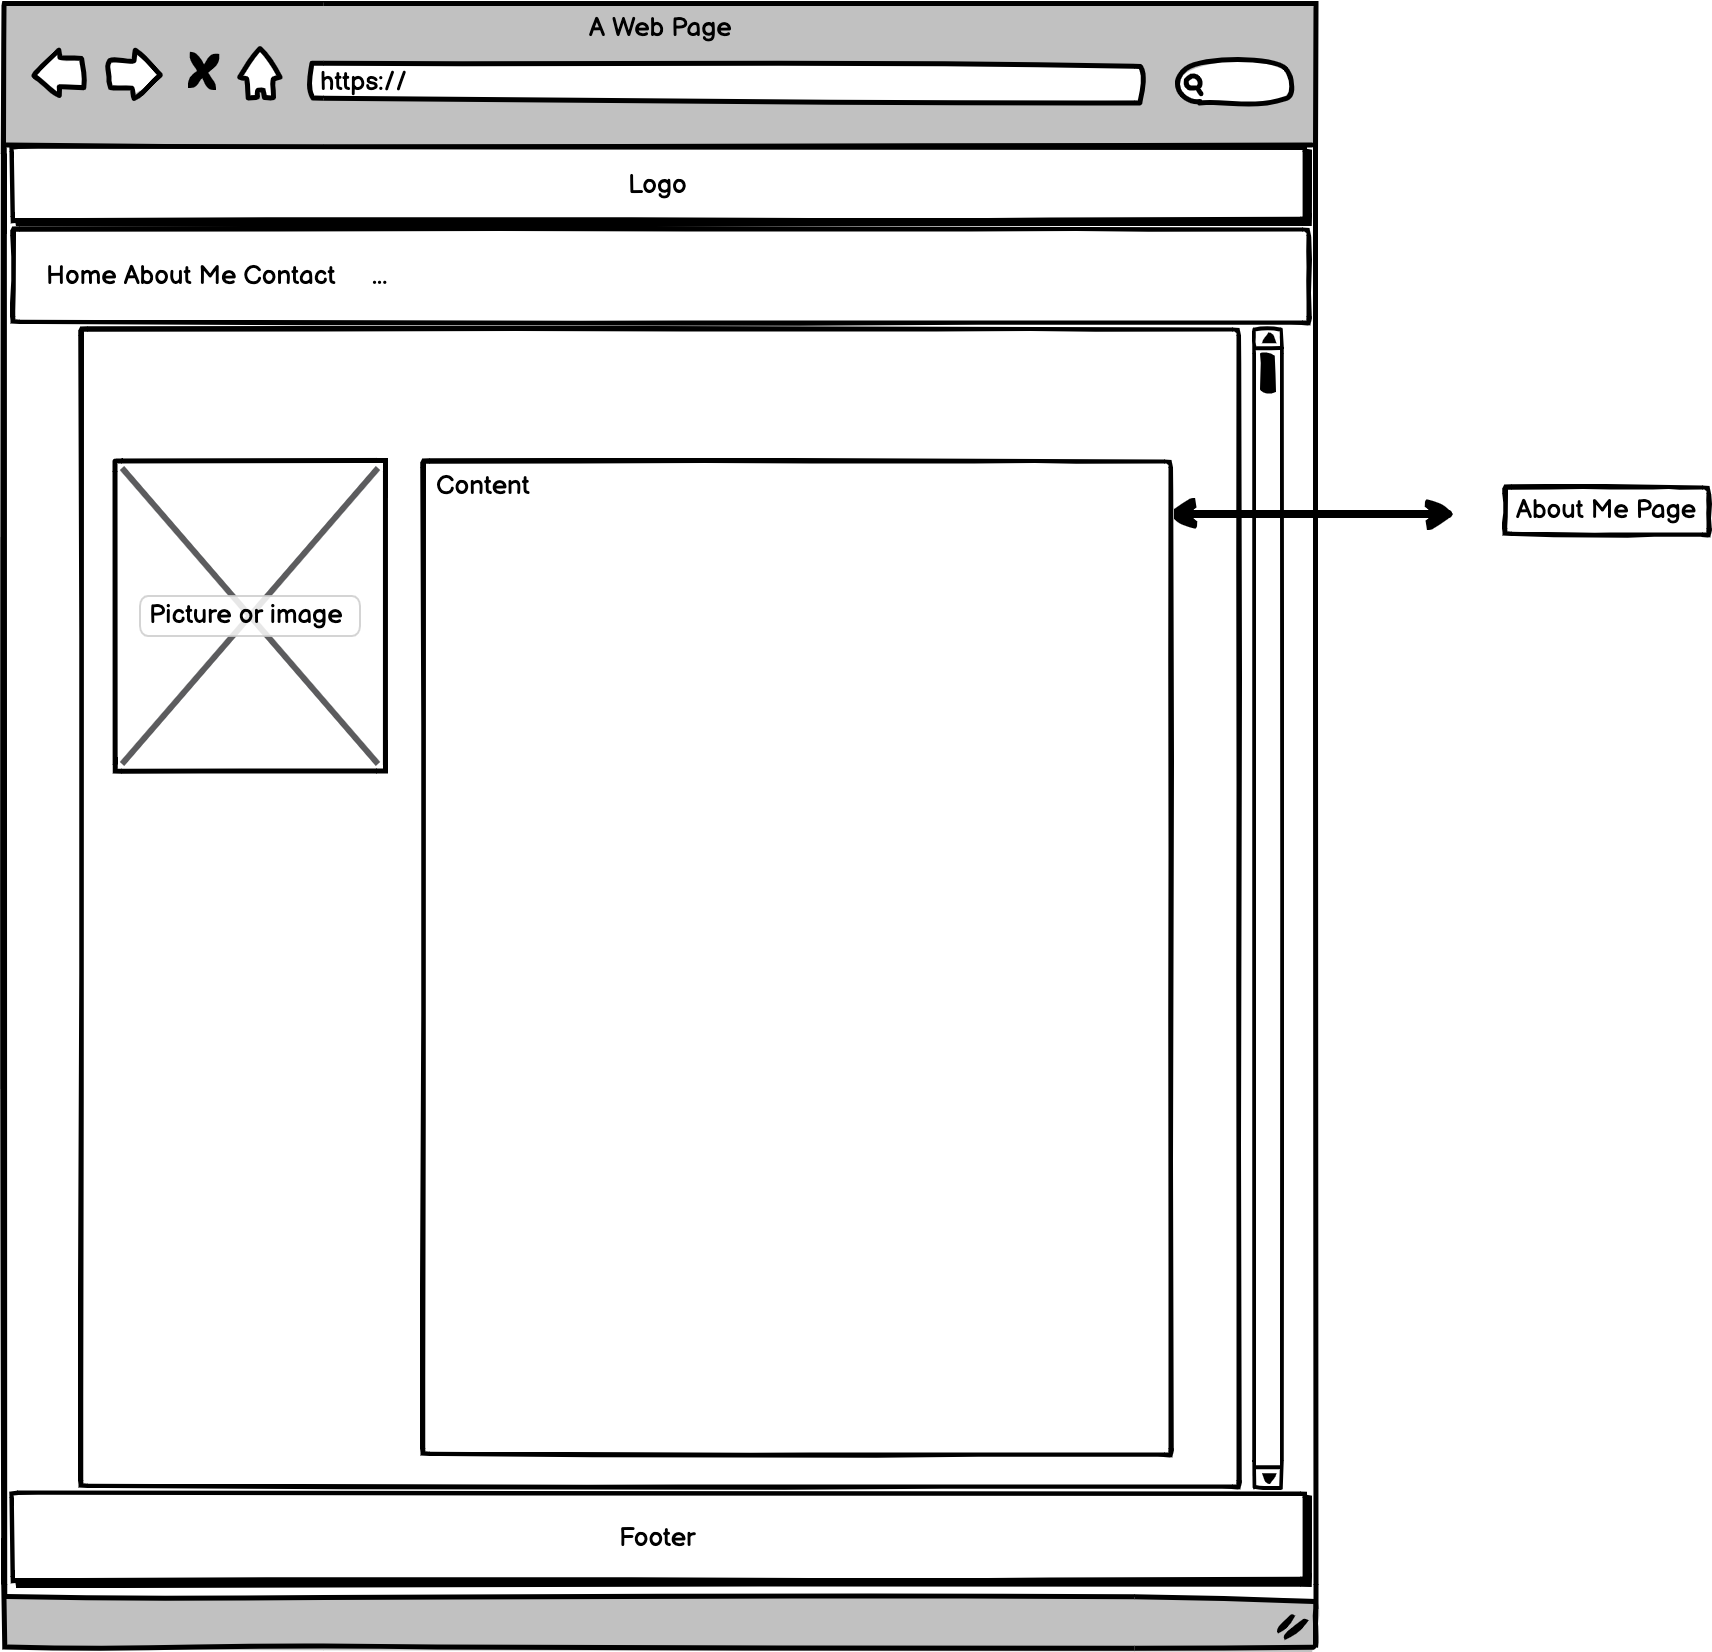 A Web Page
https://
Logo
Home About Me Contact ...
Content
About Me Page
Picture or image
Footer